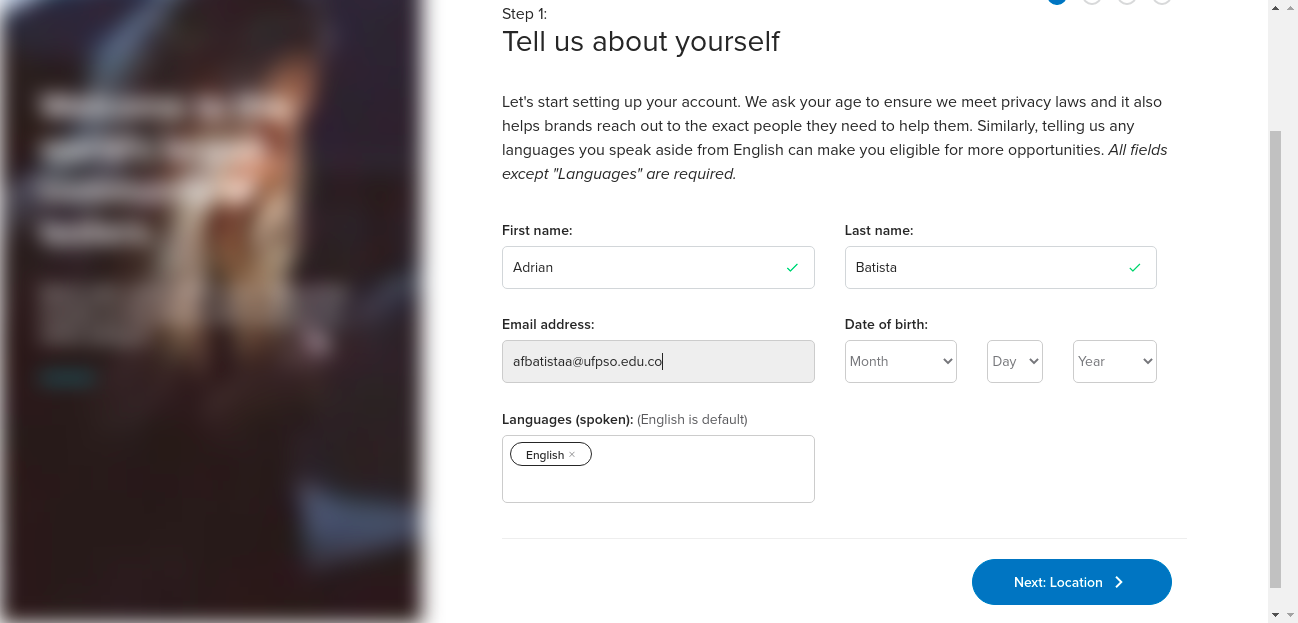 Step 1:
Tell us about yourself
Let's start setting up your account. We ask your age to ensure we meet privacy laws and it also
helps brands reach out to the exact people they need to help them. Similarly, telling us any
languages you speak aside from English can make you eligible for more opportunities. All fields
except "Languages" are required.
First name:
Last name:
Adrian
Batista
Email address:
Date of birth:
afbatistaa@ufpso.edu.co
Month
Day
Year
Languages (spoken): (English is default)
English ×
Next: Location